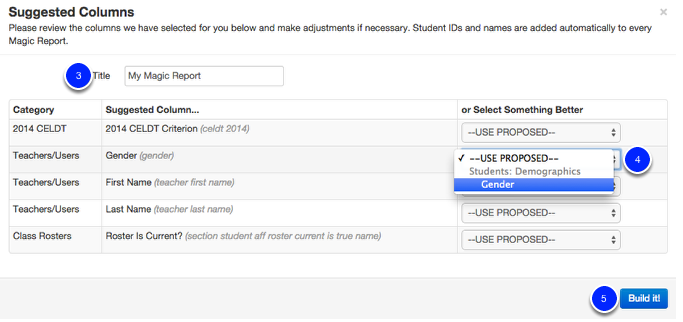 Suggested Columns ×
Please review the columns we have selected for you below and make adjustments if necessary. Student IDs and names are added automatically to every
Magic Report.
3 Title My Magic Report
Category Suggested Column... or Select Something Better
2014 CELDT 2014 CELDT Criterion (celdt 2014) --USE PROPOSED--
Teachers/Users Gender (gender) ✓ --USE PROPOSED-- 4
Students: Demographics
Gender
Teachers/Users First Name (teacher first name)
Teachers/Users Last Name (teacher last name) --USE PROPOSED--
Class Rosters Roster Is Current? (section student aff roster current is true name) --USE PROPOSED--
5 Build it!